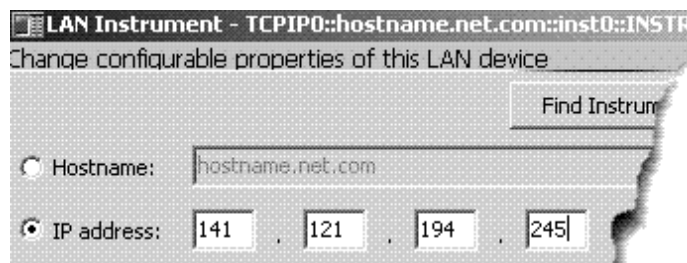 LAN Instrument - TCPIP0::hostname.net.com::inst0::INSTR
Change configurable properties of this LAN device
Find
Hostname: hostname.net.com
IP address: 141 . 121 . 194 . 245